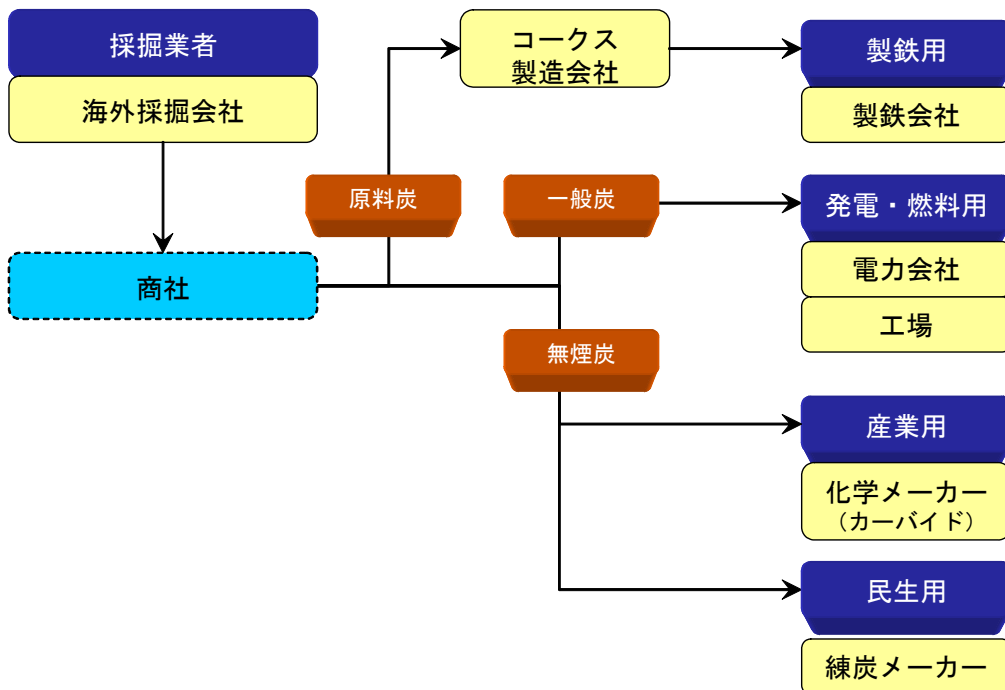 採掘業者
海外採掘会社
商社
原料炭
コークス
製造会社
一般炭
無煙炭
製鉄用
製鉄会社
発電・燃料用
電力会社
工場
産業用
化学メーカー
（カーバイド）
民生用
練炭メーカー